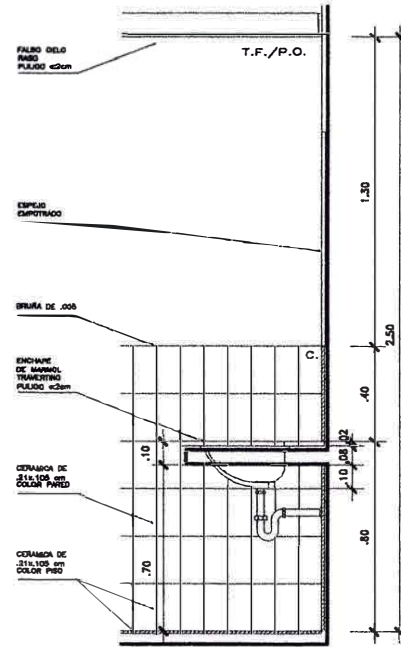 FALSO CIELO
RASO
PULIDO e=2cm
T.F./P.O.
ESPEJO
EMPOTRADO
1.30
2.50
BRUÑA DE .005
C.
ENCHAPE
DE MARMOL
TRAVERTINO
PULIDO e=2cm
.40
.10
.02
.08
.10
CERAMICA DE
.21x.105 cm
COLOR PARED
.70
.80
CERAMICA DE
.21x.105 cm
COLOR PISO